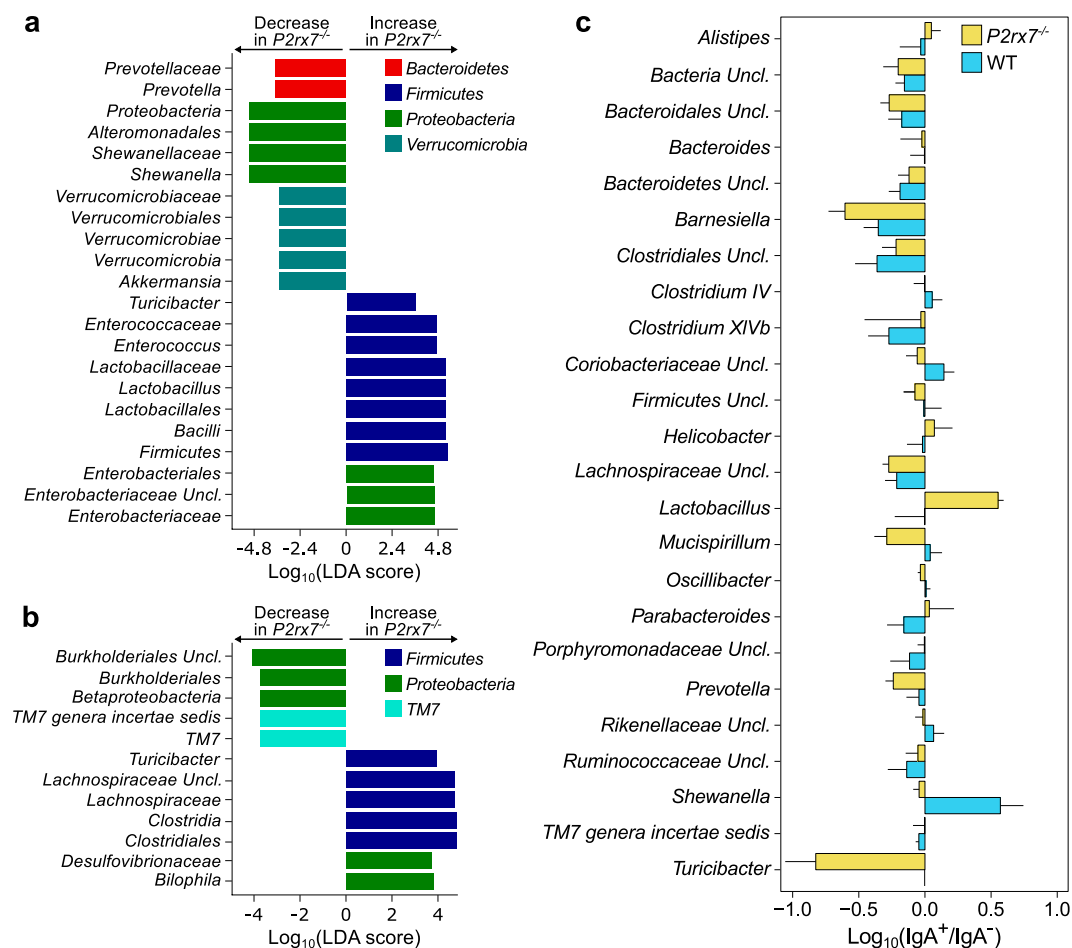 a
Decrease
in P2rx7-/-
Increase
in P2rx7-/-
Prevotellaceae
Prevotella
Proteobacteria
Alteromonadales
Shewanellaceae
Shewanella
Verrucomicrobiaceae
Verrucomicrobiales
Verrucomicrobiae
Verrucomicrobia
Akkermansia
Turicibacter
Enterococcaceae
Enterococcus
Lactobacillaceae
Lactobacillus
Lactobacillales
Bacilli
Firmicutes
Enterobacteriales
Enterobacteriaceae Uncl.
Enterobacteriaceae
Bacteroidetes
Firmicutes
Proteobacteria
Verrucomicrobia
-4.8 -2.4 0 2.4 4.8
Log10(LDA score)
b
Decrease
in P2rx7-/-
Increase
in P2rx7-/-
Burkholderiales Uncl.
Burkholderiales
Betaproteobacteria
TM7 genera incertae sedis
TM7
Turicibacter
Lachnospiraceae Uncl.
Lachnospiraceae
Clostridia
Clostridiales
Desulfovibrionaceae
Bilophila
Firmicutes
Proteobacteria
TM7
-4 -2 0 2 4
Log10(LDA score)
c
P2rx7-/-
WT
Alistipes
Bacteria Uncl.
Bacteroidales Uncl.
Bacteroides
Bacteroidetes Uncl.
Barnesiella
Clostridiales Uncl.
Clostridium IV
Clostridium XIVb
Coriobacteriaceae Uncl.
Firmicutes Uncl.
Helicobacter
Lachnospiraceae Uncl.
Lactobacillus
Mucispirillum
Oscillibacter
Parabacteroides
Porphyromonadaceae Uncl.
Prevotella
Rikenellaceae Uncl.
Ruminococcaceae Uncl.
Shewanella
TM7 genera incertae sedis
Turicibacter
−1.0 −0.5 0.0 0.5 1.0
Log10(IgA+/IgA-)